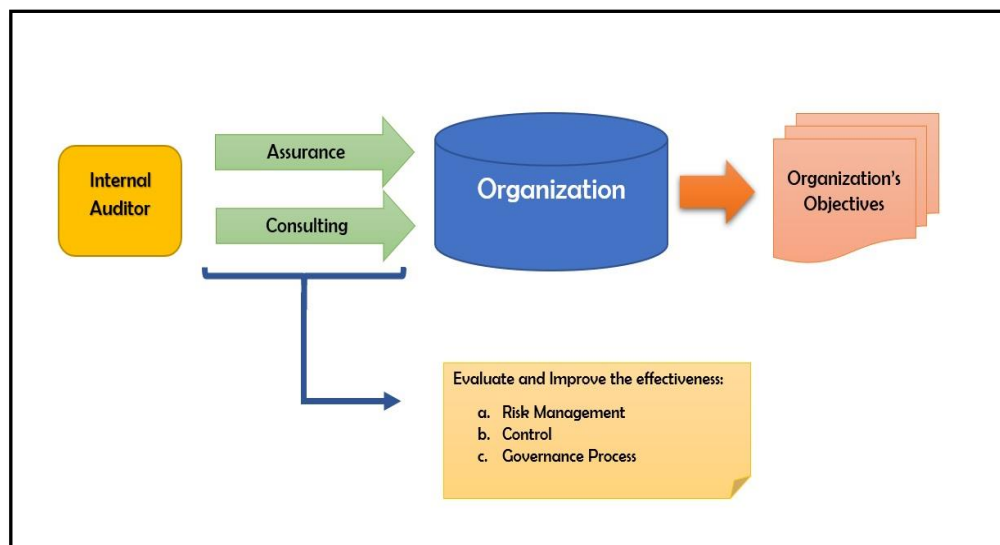 Internal
Auditor
Assurance
Consulting
Organization
Organization's
Objectives
Evaluate and Improve the effectiveness:
a. Risk Management
b. Control
c. Governance Process